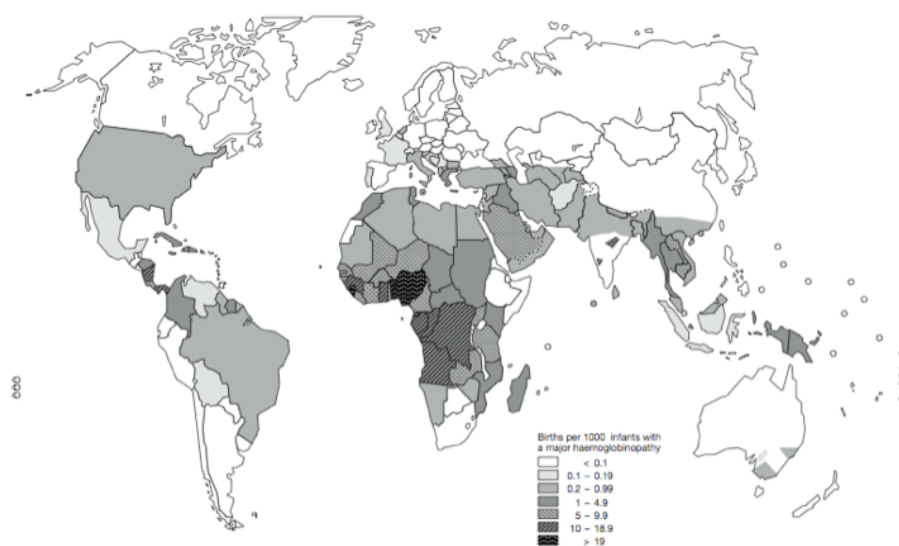 Births per 1000 infants with
a major haemoglobinopathy
< 0.1
0.1 – 0.19
0.2 – 0.99
1 – 4.9
5 – 9.9
10 – 18.9
> 19